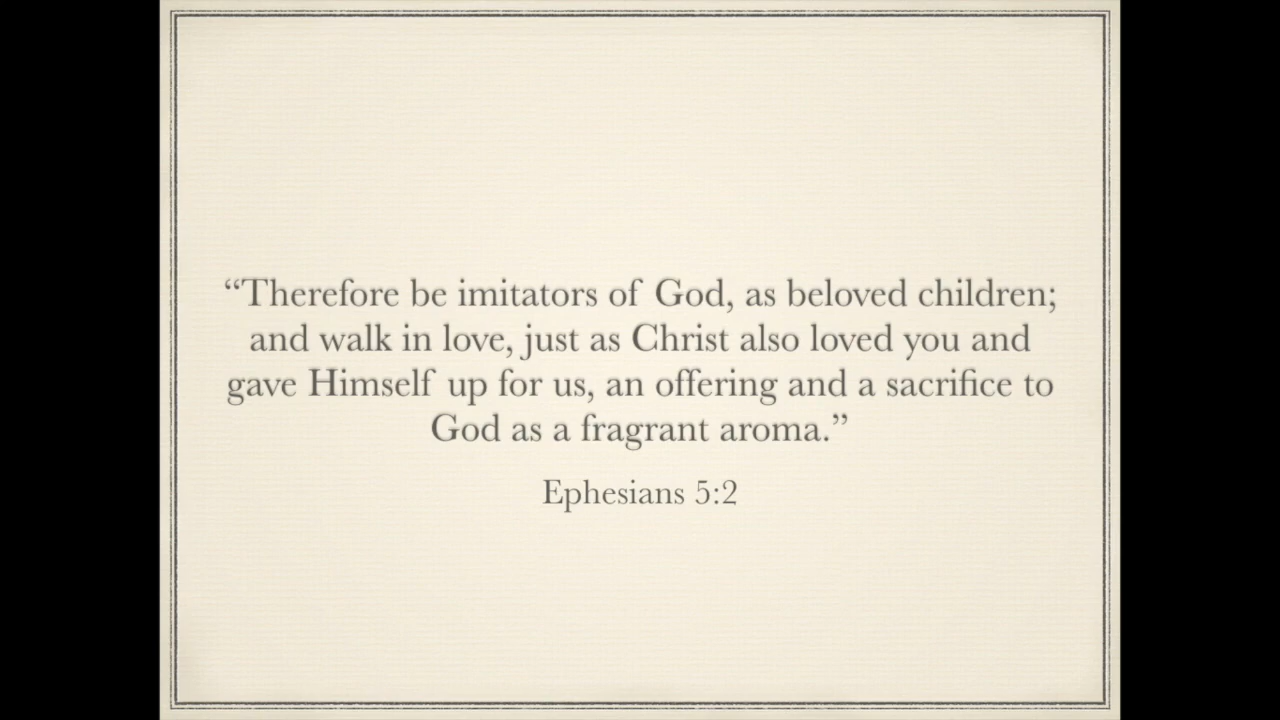 “Therefore be imitators of God, as beloved children;
and walk in love, just as Christ also loved you and
gave Himself up for us, an offering and a sacrifice to
God as a fragrant aroma.”
Ephesians 5:2